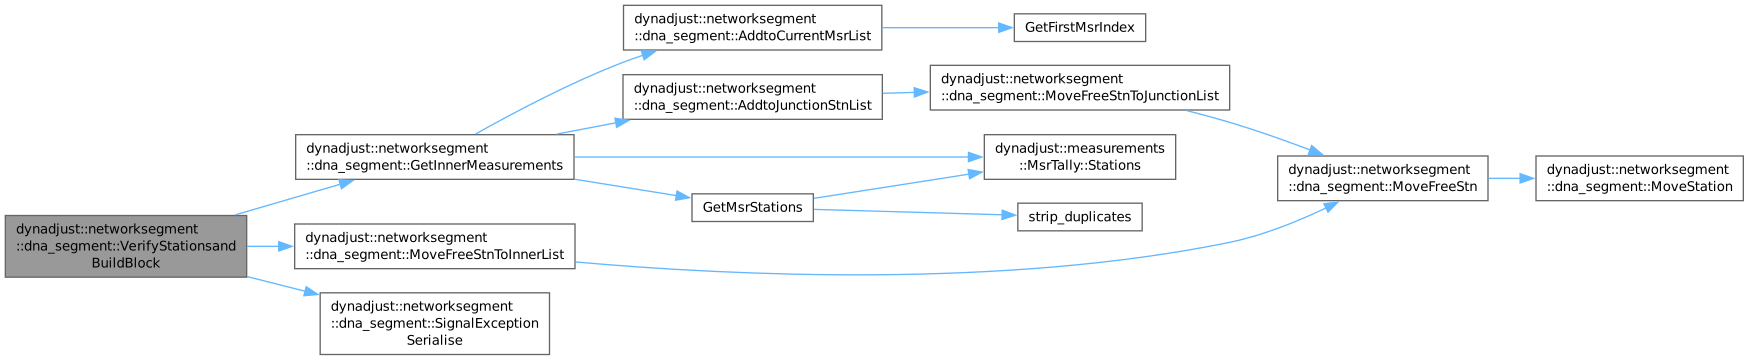 dynadjust::networksegment
::dna_segment::VerifyStationsand
BuildBlock
dynadjust::networksegment
::dna_segment::GetInnerMeasurements
dynadjust::networksegment
::dna_segment::AddtoCurrentMsrList
GetFirstMsrIndex
dynadjust::networksegment
::dna_segment::AddtoJunctionStnList
dynadjust::networksegment
::dna_segment::MoveFreeStnToJunctionList
dynadjust::measurements
::MsrTally::Stations
GetMsrStations
strip_duplicates
dynadjust::networksegment
::dna_segment::MoveFreeStn
dynadjust::networksegment
::dna_segment::MoveStation
dynadjust::networksegment
::dna_segment::MoveFreeStnToInnerList
dynadjust::networksegment
::dna_segment::SignalException
Serialise